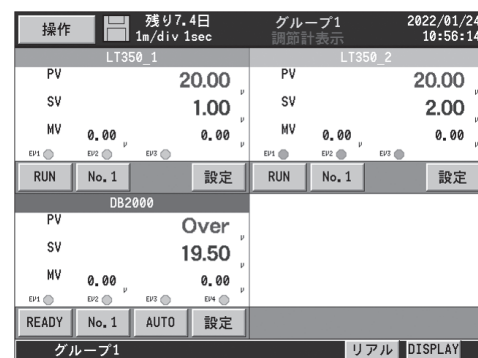 操作 残り7.4日 グループ1 2022/01/24
1m/div 1sec 調節計表示 10:56:14
LT350_1 LT350_2
PV 20.00 PV 20.00
SV 1.00 SV 2.00
MV 0.00 0.00 MV 0.00 0.00
EV1 EV2 EV3 EV1 EV2 EV3
RUN No.1 設定 RUN No.1 設定
DB2000
PV Over
SV 19.50
MV 0.00 0.00
EV1 EV2 EV3 EV4
READY No.1 AUTO 設定
グループ1 リアル DISPLAY